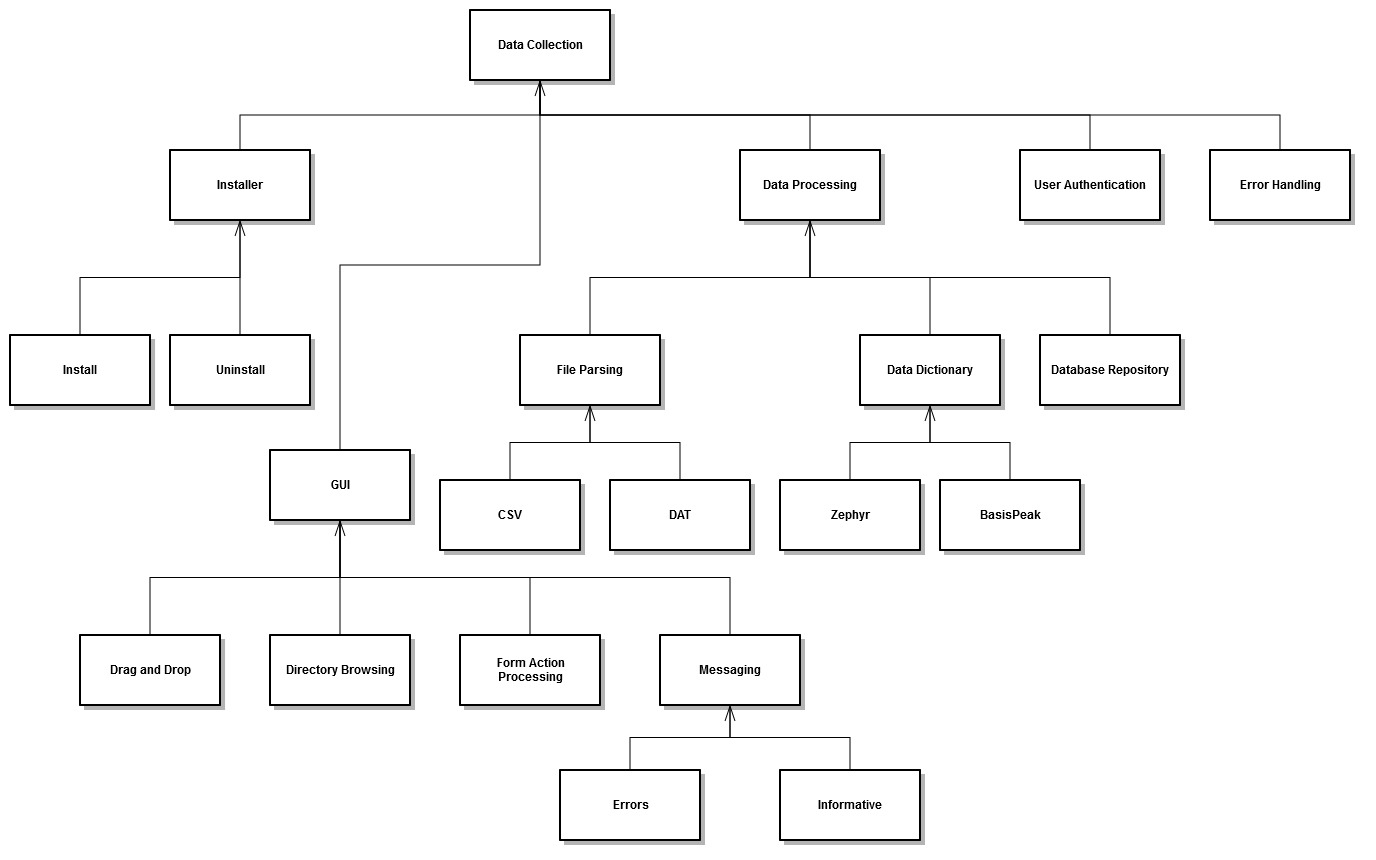 Data Collection
Installer
Data Processing
User Authentication
Error Handling
Install
Uninstall
File Parsing
Data Dictionary
Database Repository
GUI
CSV
DAT
Zephyr
BasisPeak
Drag and Drop
Directory Browsing
Form Action
Processing
Messaging
Errors
Informative